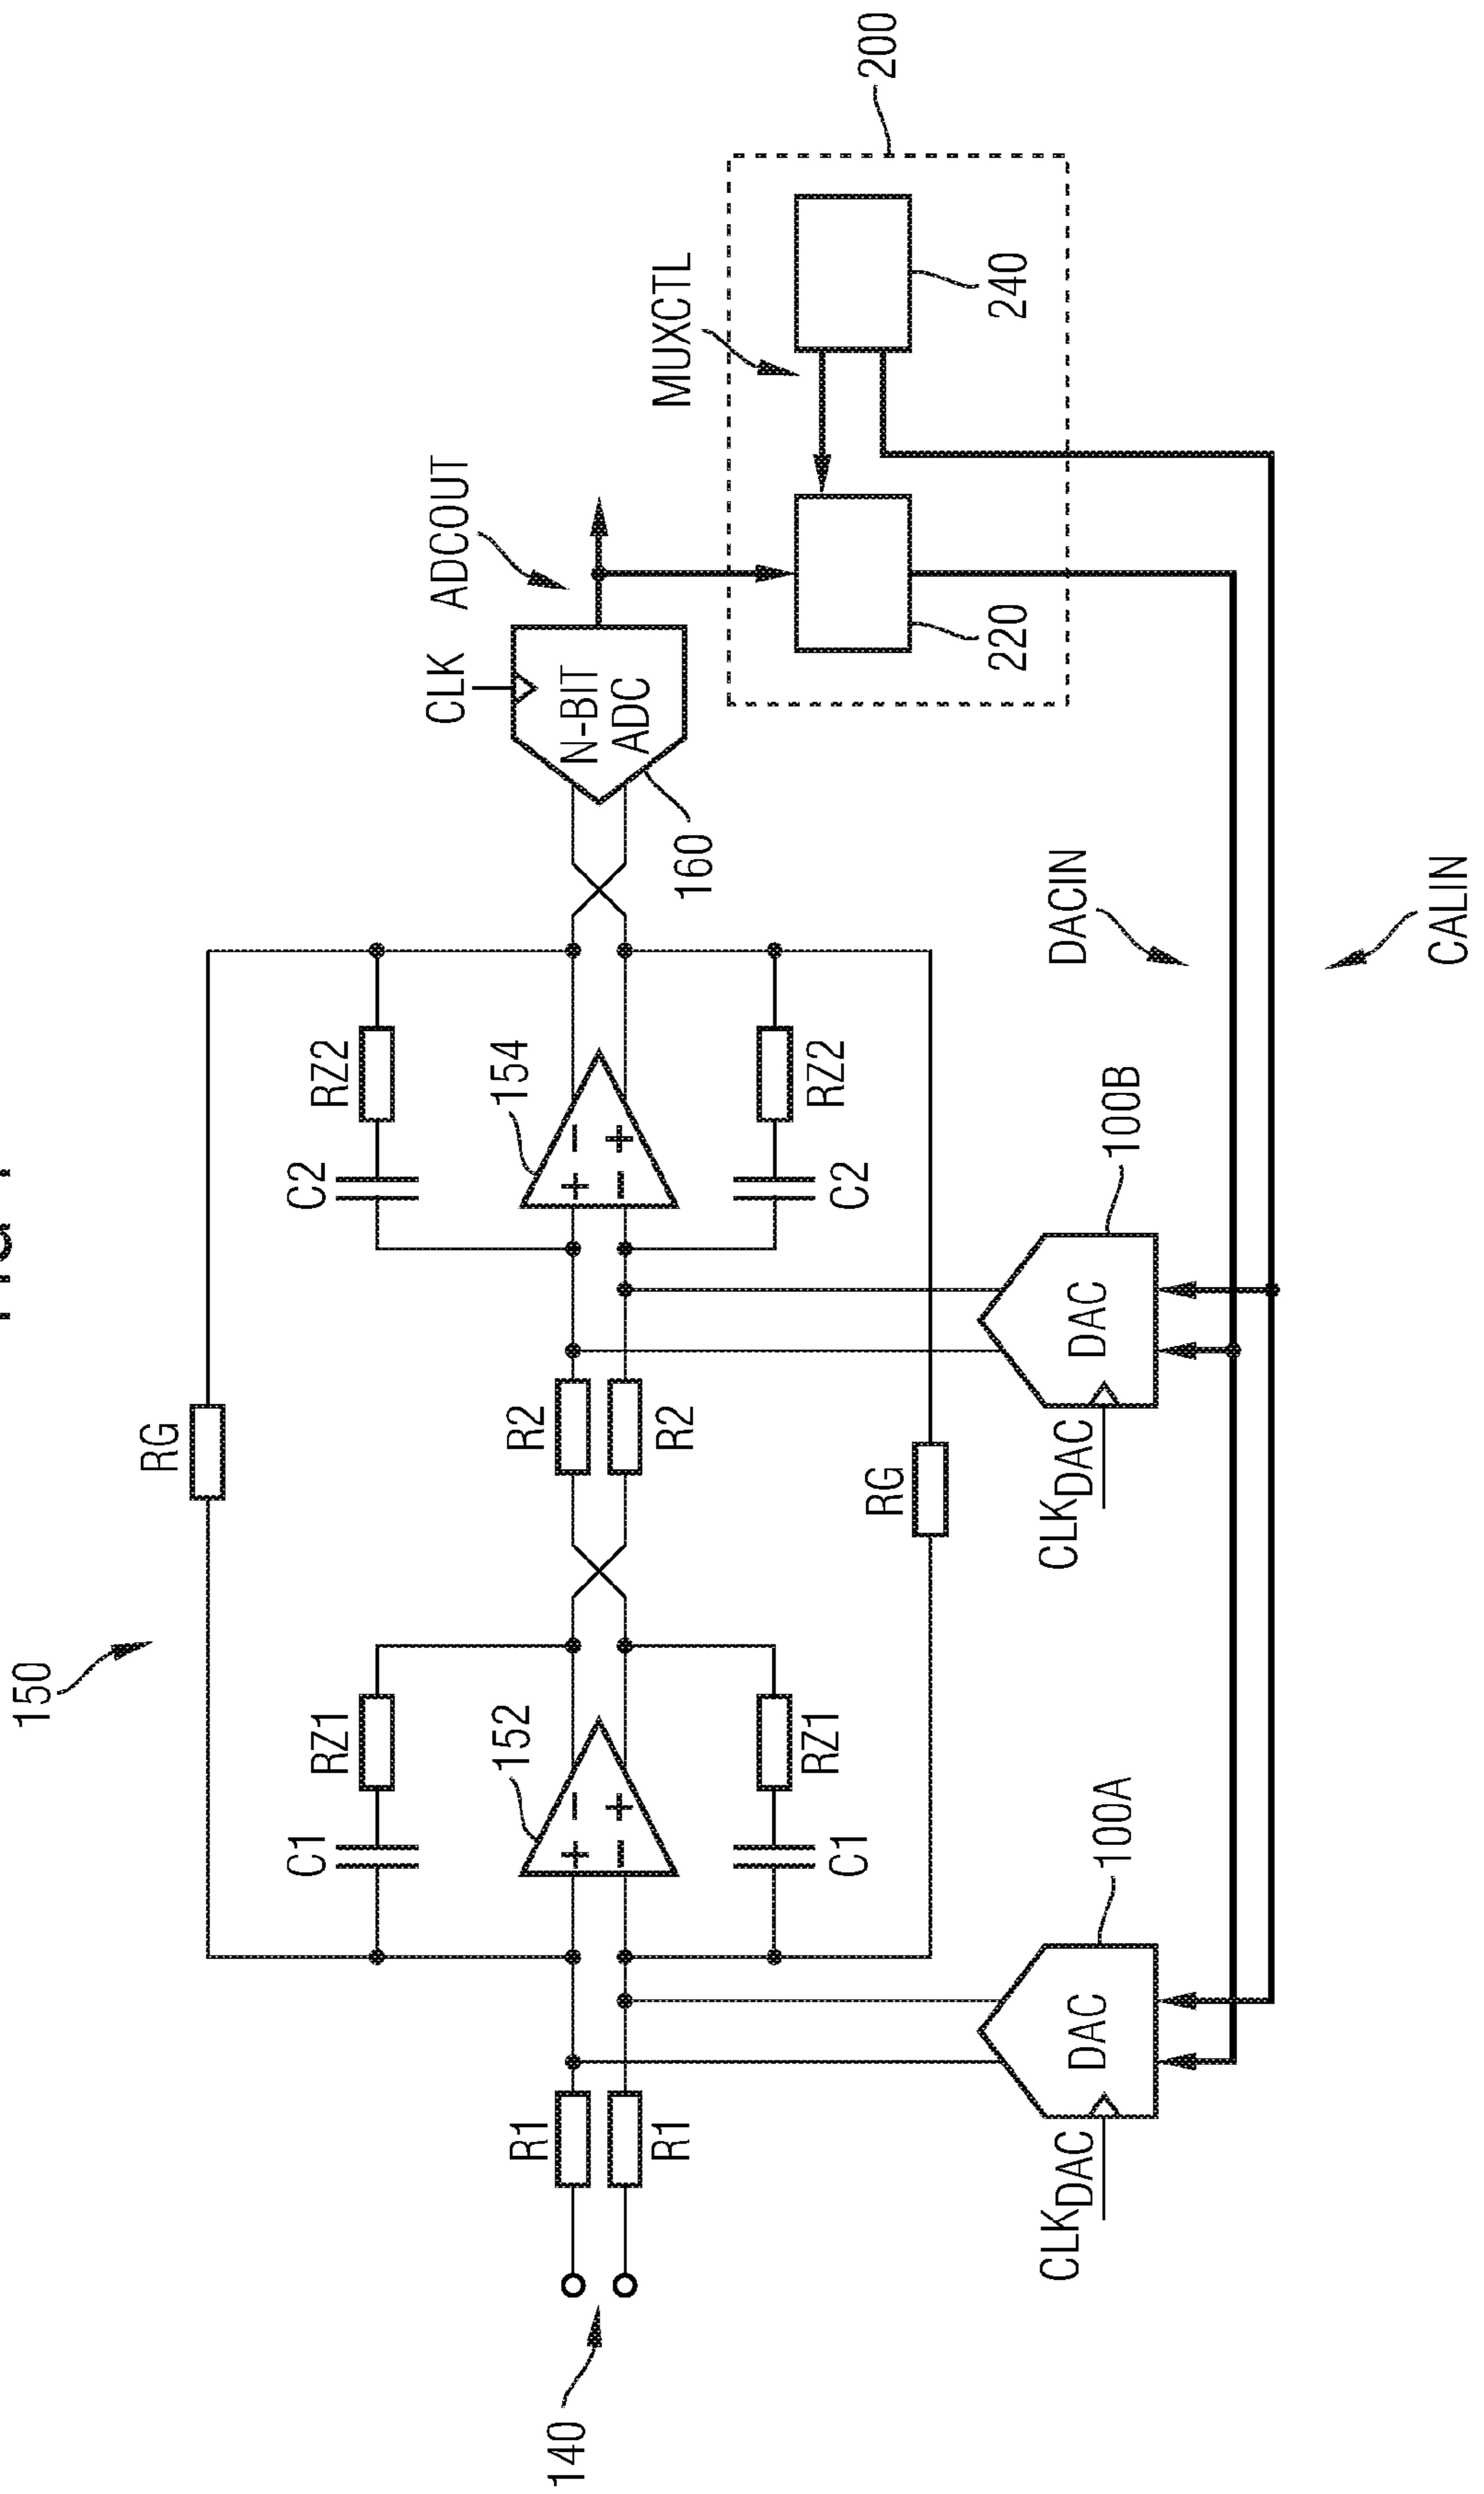 150
RG
C1
RZ1
C2
RZ2
CLK
ADCOUT
MUXCTL
200
140
R1
R1
152
+ −
− +
R2
R2
154
+ −
− +
N-BIT
ADC
160
C1
RZ1
RG
C2
RZ2
220
240
CLKDAC
DAC
100A
CLKDAC
DAC
100B
DACIN
CALIN